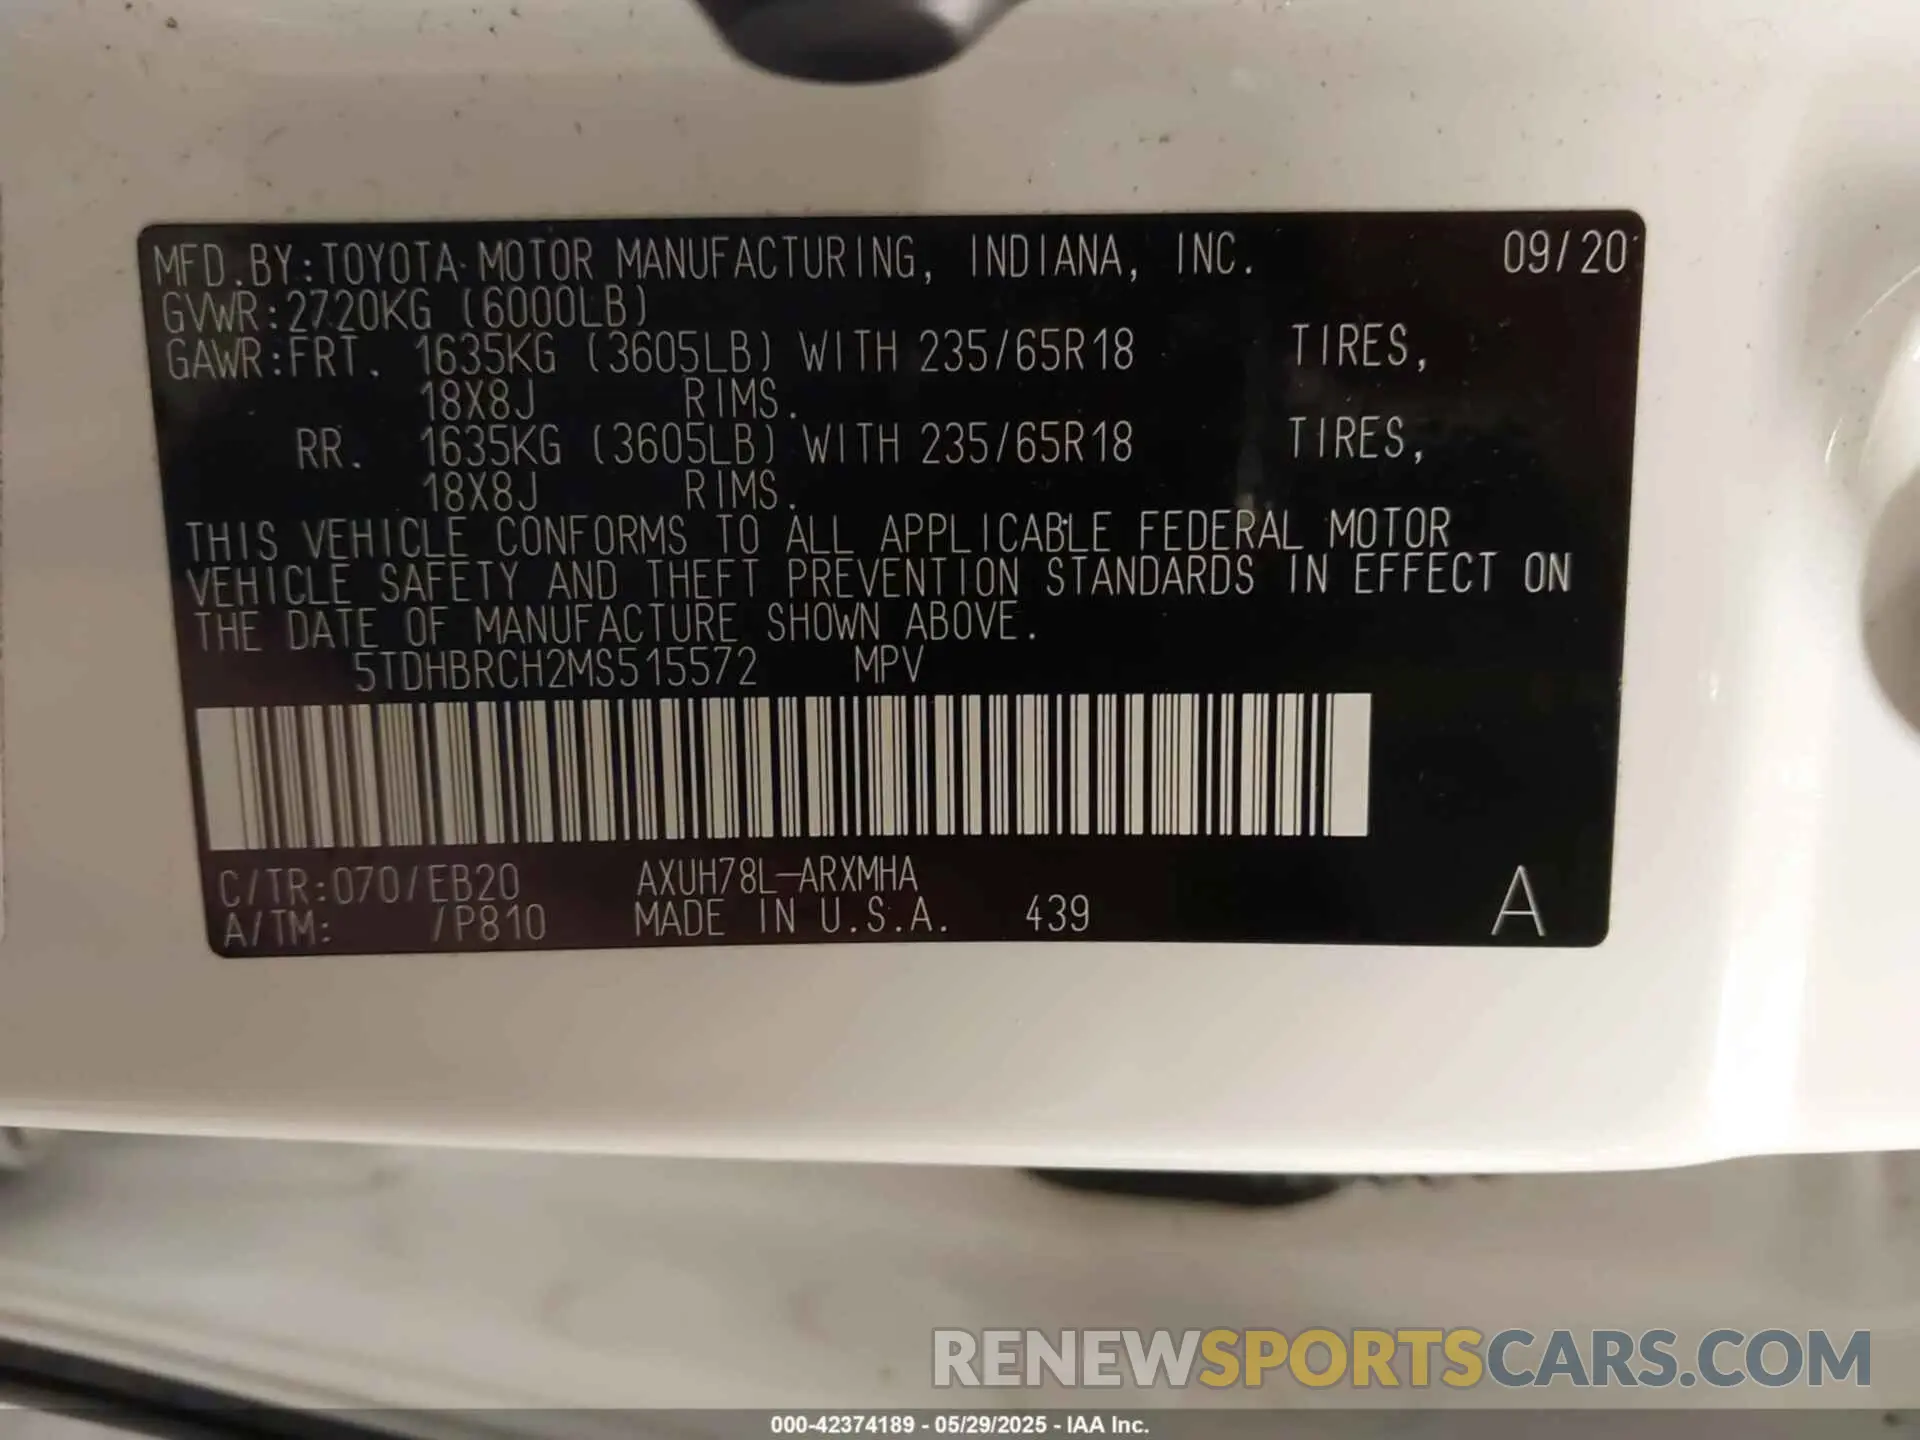 MFD.BY:TOYOTA MOTOR MANUFACTURING, INDIANA, INC. 09/20
GVWR:2720KG (6000LB)
GAWR:FRT. 1635KG (3605LB) WITH 235/65R18 TIRES,
18X8J RIMS.
RR. 1635KG (3605LB) WITH 235/65R18 TIRES,
18X8J RIMS.
THIS VEHICLE CONFORMS TO ALL APPLICABLE FEDERAL MOTOR
VEHICLE SAFETY AND THEFT PREVENTION STANDARDS IN EFFECT ON
THE DATE OF MANUFACTURE SHOWN ABOVE.
5TDHBRCH2MS515572 MPV
C/TR:070/EB20 AXUH78L-ARXMHA
A/TM: /P810 MADE IN U.S.A. 439 A
RENEWSPORTSCARS.COM
000-42374189 - 05/29/2025 - IAA Inc.